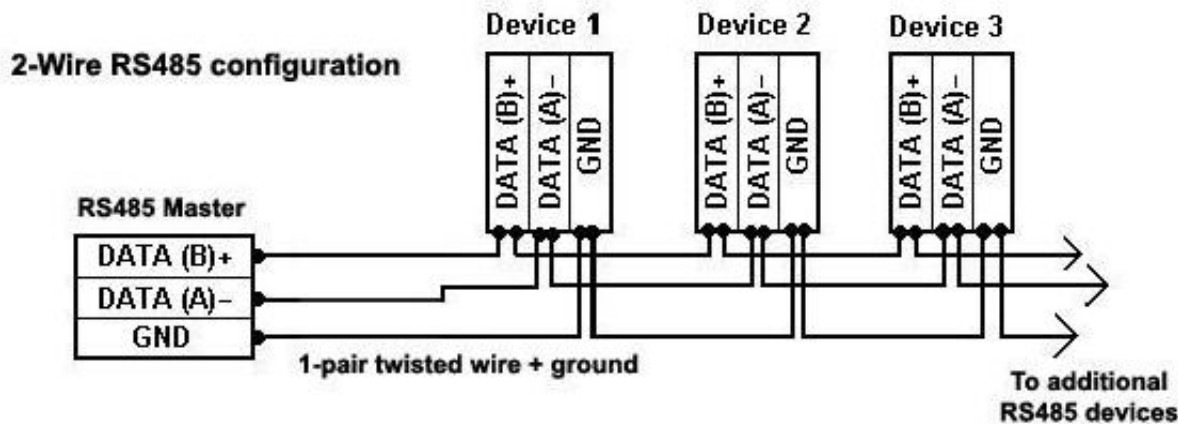 Device 1
Device 2
Device 3
2-Wire RS485 configuration
DATA (B)+
DATA (A)-
GND
DATA (B)+
DATA (A)-
GND
DATA (B)+
DATA (A)-
GND
RS485 Master
DATA (B)+
DATA (A)-
GND
1-pair twisted wire + ground
To additional
RS485 devices